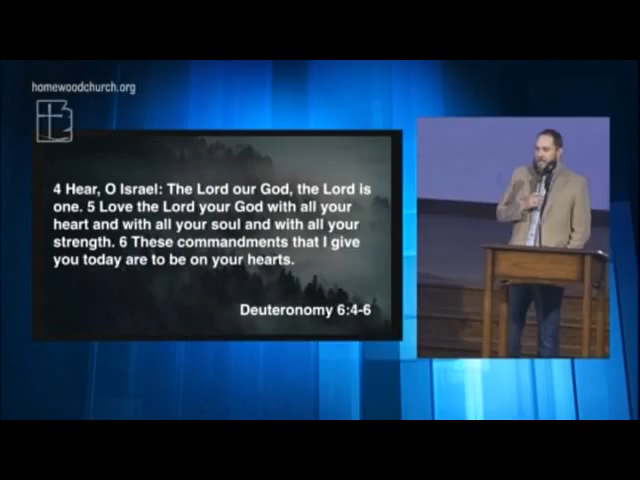 homewoodchurch.org
4 Hear, O Israel: The Lord our God, the Lord is
one. 5 Love the Lord your God with all your
heart and with all your soul and with all your
strength. 6 These commandments that I give
you today are to be on your hearts.
Deuteronomy 6:4-6